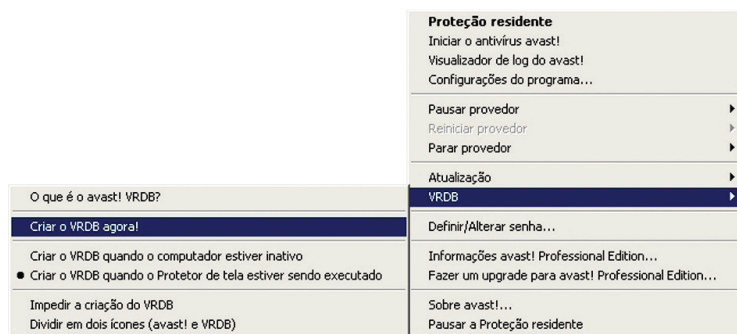 Proteção residente
Iniciar o antivírus avast!
Visualizador de log do avast!
Configurações do programa...
Pausar provedor
Reiniciar provedor
Parar provedor
Atualização
VRDB
Definir/Alterar senha...
Informações avast! Professional Edition...
Fazer um upgrade para avast! Professional Edition...
Sobre avast!...
Pausar a Proteção residente
O que é o avast! VRDB?
Criar o VRDB agora!
Criar o VRDB quando o computador estiver inativo
Criar o VRDB quando o Protetor de tela estiver sendo executado
Impedir a criação do VRDB
Dividir em dois ícones (avast! e VRDB)